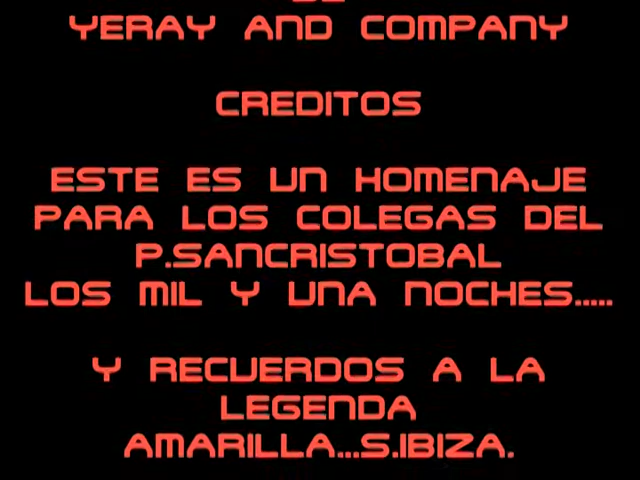 DE
YERAY AND COMPANY
CREDITOS
ESTE ES UN HOMENAJE
PARA LOS COLEGAS DEL
P.SANCRISTOBAL
LOS MIL Y UNA NOCHES.....
Y RECUERDOS A LA
LEGENDA
AMARILLA...S.IBIZA.